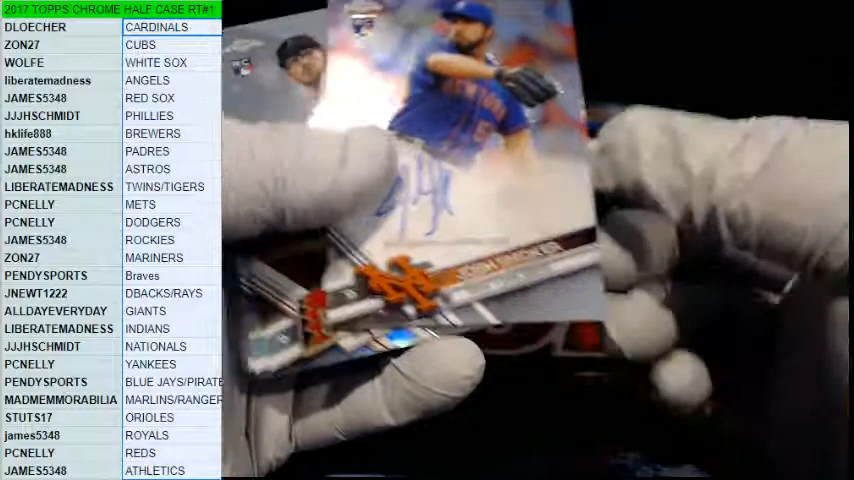 2017 TOPPS CHROME HALF CASE RT#1
DLOECHER CARDINALS
ZON27 CUBS
WOLFE WHITE SOX
liberatemadness ANGELS
JAMES5348 RED SOX
JJJHSCHMIDT PHILLIES
hklife888 BREWERS
JAMES5348 PADRES
JAMES5348 ASTROS
LIBERATEMADNESS TWINS/TIGERS
PCNELLY METS
PCNELLY DODGERS
JAMES5348 ROCKIES
ZON27 MARINERS
PENDYSPORTS Braves
JNEWT1222 DBACKS/RAYS
ALLDAYEVERYDAY GIANTS
LIBERATEMADNESS INDIANS
JJJHSCHMIDT NATIONALS
PCNELLY YANKEES
PENDYSPORTS BLUE JAYS/PIRATE
MADMEMMORABILIA MARLINS/RANGER
STUTS17 ORIOLES
james5348 ROYALS
PCNELLY REDS
JAMES5348 ATHLETICS
NEW YORK